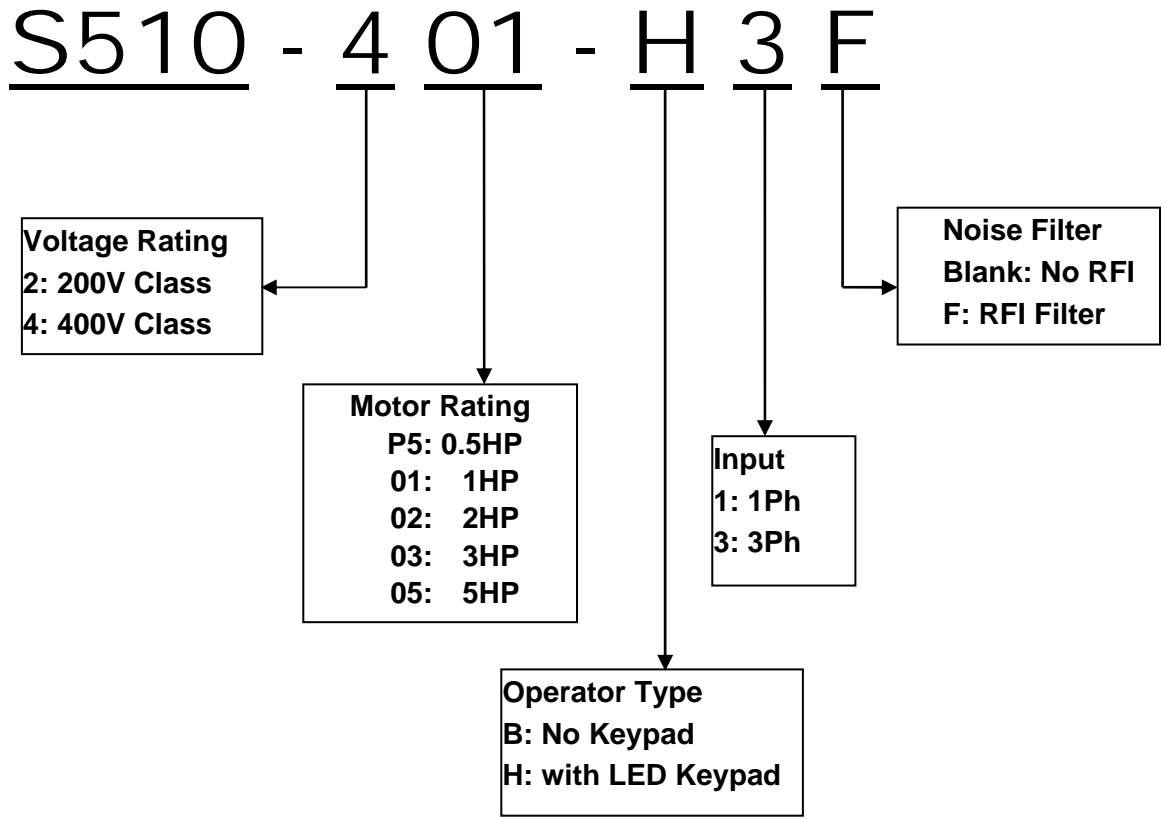 S510 - 4 01 - H 3 F
Voltage Rating
2: 200V Class
4: 400V Class
Noise Filter
Blank: No RFI
F: RFI Filter
Motor Rating
P5: 0.5HP
01: 1HP
02: 2HP
03: 3HP
05: 5HP
Input
1: 1Ph
3: 3Ph
Operator Type
B: No Keypad
H: with LED Keypad